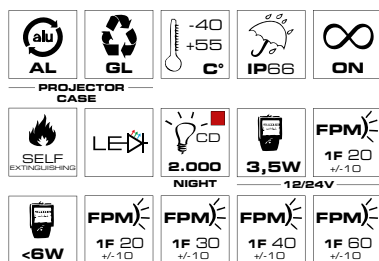 alu
AL
GL
-40
+55
C°
IP66
ON
PROJECTOR
CASE
SELF
EXTINGUISHING
LED
CD
2.000
NIGHT
3,5W
12/24V
FPM
1F 20
+/-10
<6W
FPM
1F 20
+/-10
FPM
1F 30
+/-10
FPM
1F 40
+/-10
FPM
1F 60
+/-10